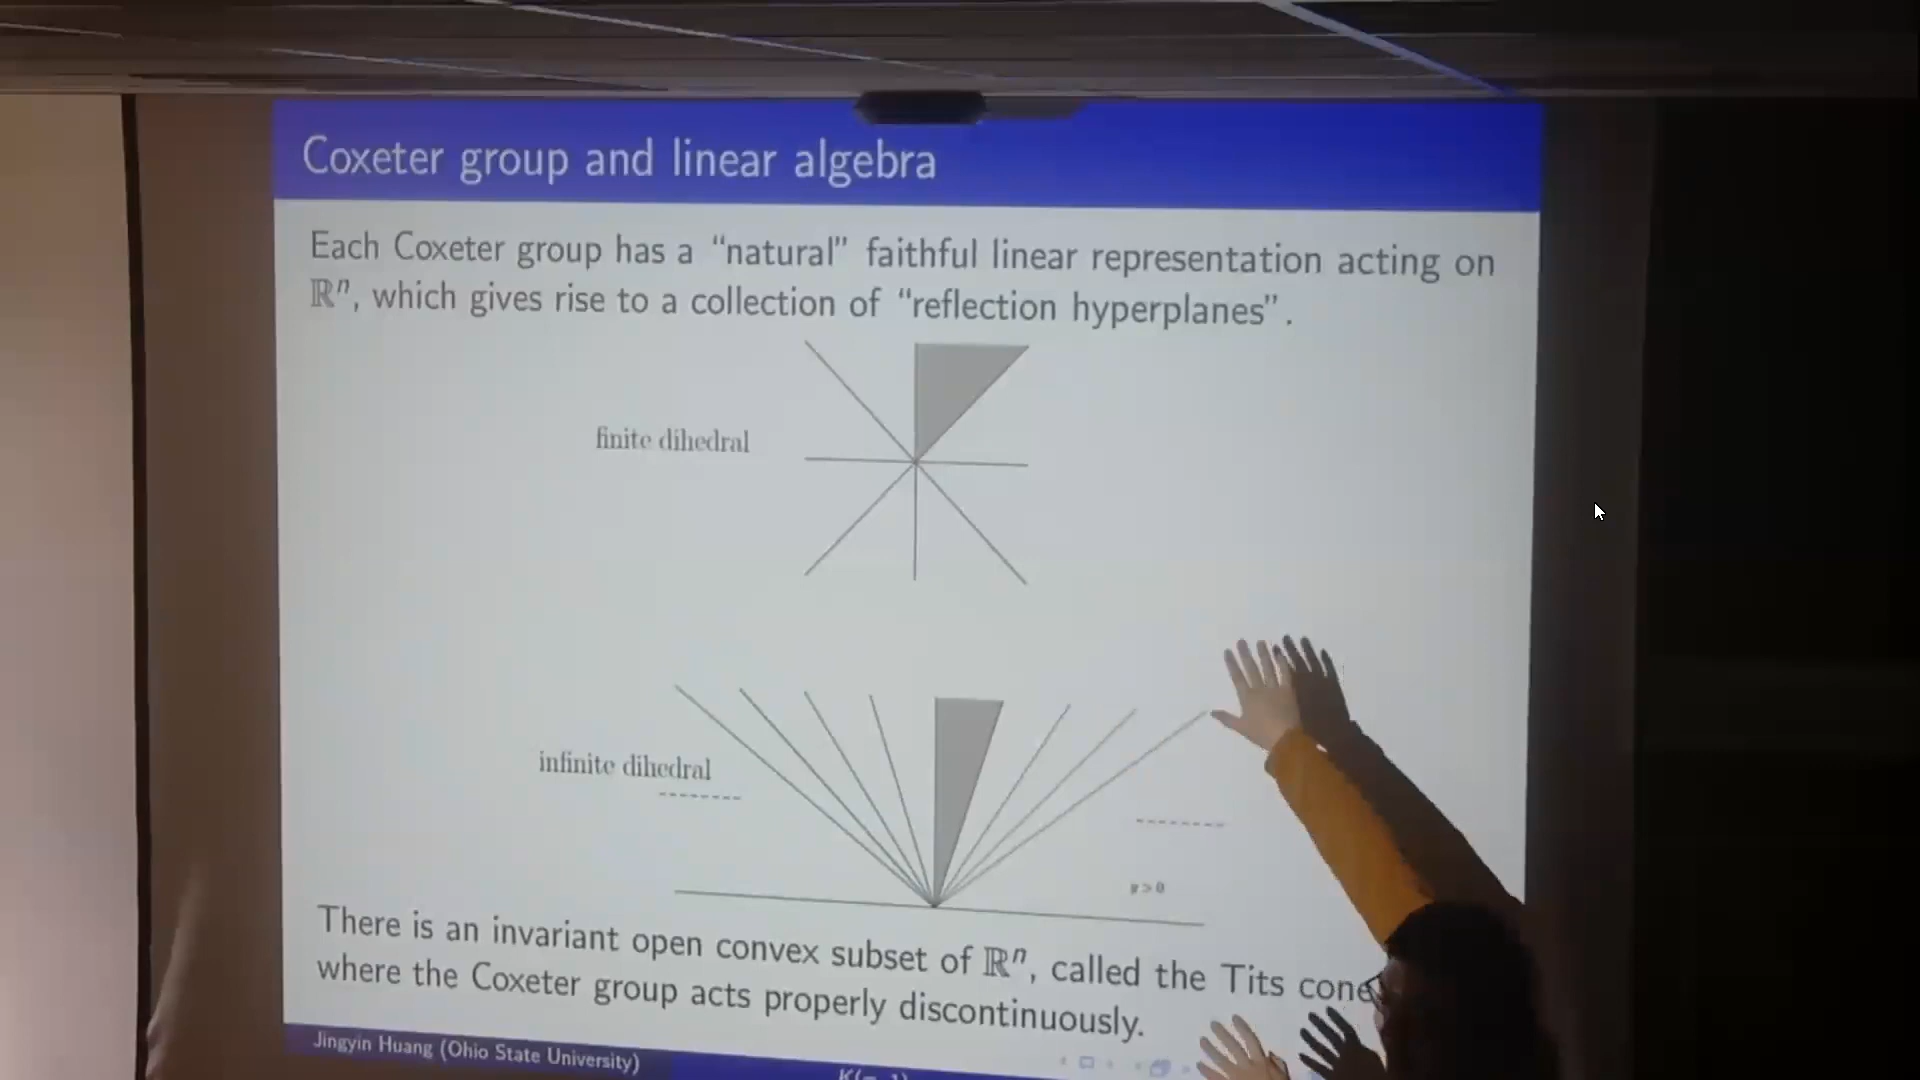 Coxeter group and linear algebra
Each Coxeter group has a “natural” faithful linear representation acting on
ℝⁿ, which gives rise to a collection of “reflection hyperplanes”.
finite dihedral
infinite dihedral
y > 0
There is an invariant open convex subset of ℝⁿ, called the Tits cone
where the Coxeter group acts properly discontinuously.
Jingyin Huang (Ohio State University)